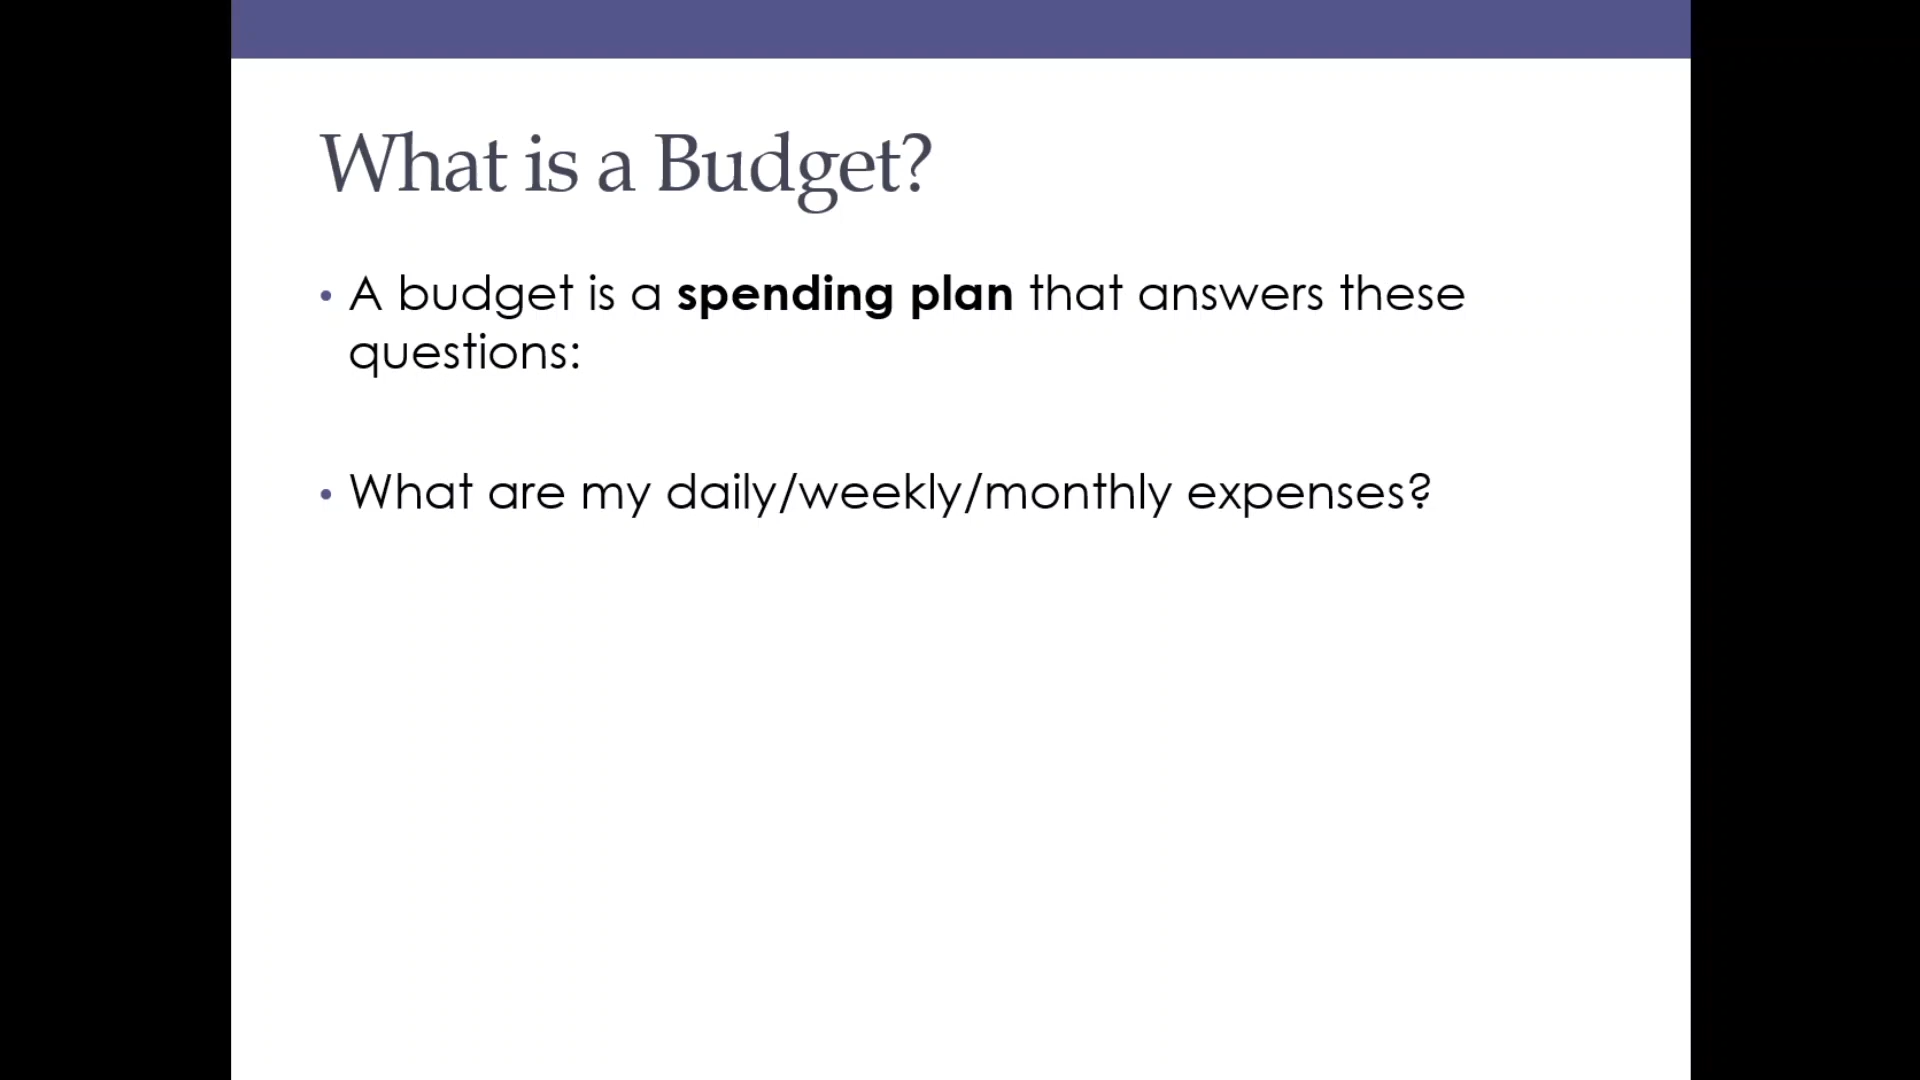 What is a Budget?
• A budget is a spending plan that answers these
questions:
• What are my daily/weekly/monthly expenses?